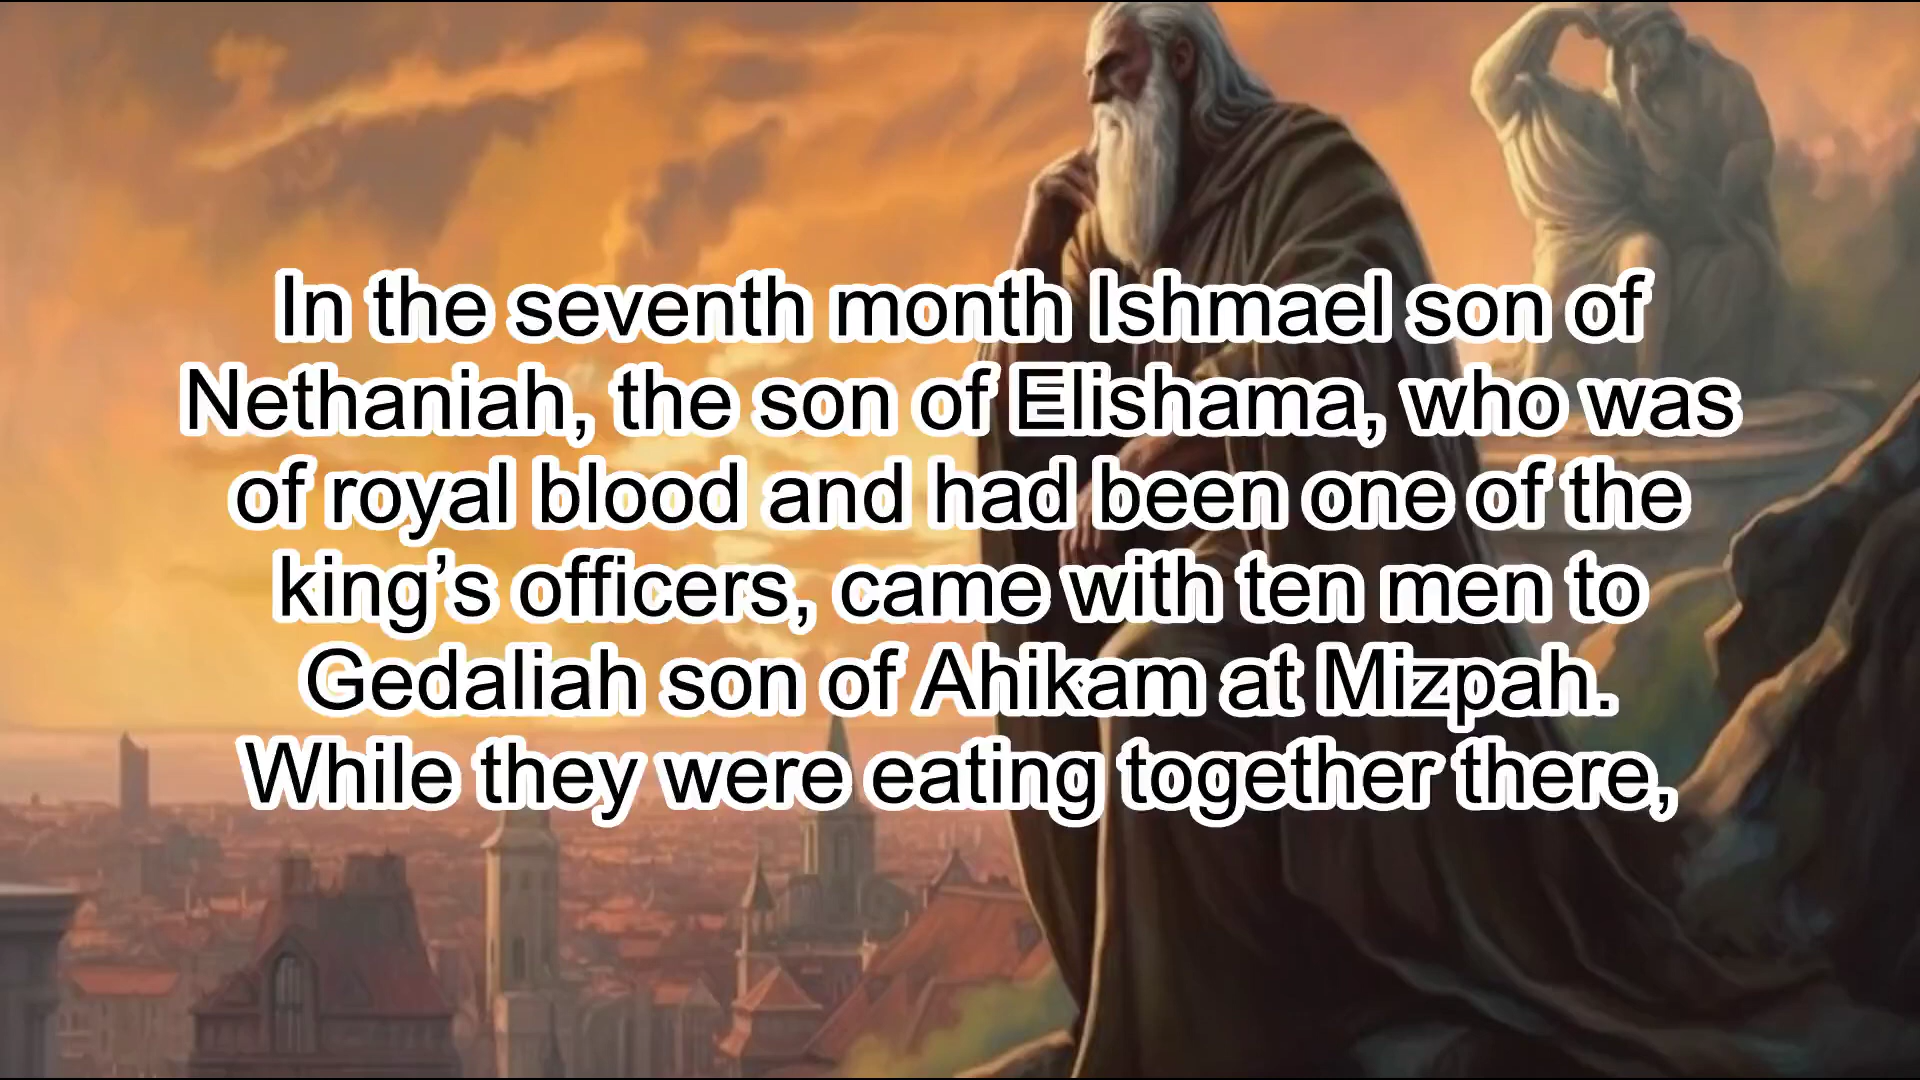 In the seventh month Ishmael son of
Nethaniah, the son of Elishama, who was
of royal blood and had been one of the
king’s officers, came with ten men to
Gedaliah son of Ahikam at Mizpah.
While they were eating together there,